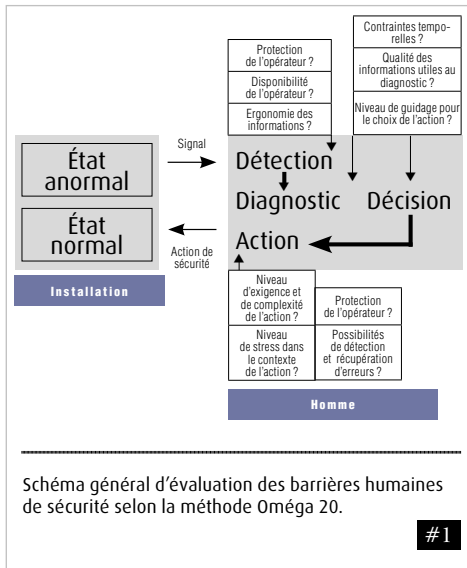 Contraintes tempo-
relles ?
Qualité des
informations utiles au
diagnostic ?
Niveau de guidage pour
le choix de l'action ?
Protection
de l'opérateur ?
Disponibilité
de l'opérateur ?
Ergonomie des
informations ?
État
anormal
Signal
Détection
Diagnostic
Décision
État
normal
Action de
sécurité
Action
Installation
Niveau
d'exigence et
de complexité
de l'action ?
Niveau
de stress dans
le contexte
de l'action ?
Protection
de l'opérateur ?
Possibilités
de détection
et récupération
d'erreurs ?
Homme
Schéma général d'évaluation des barrières humaines
de sécurité selon la méthode Oméga 20.
#1